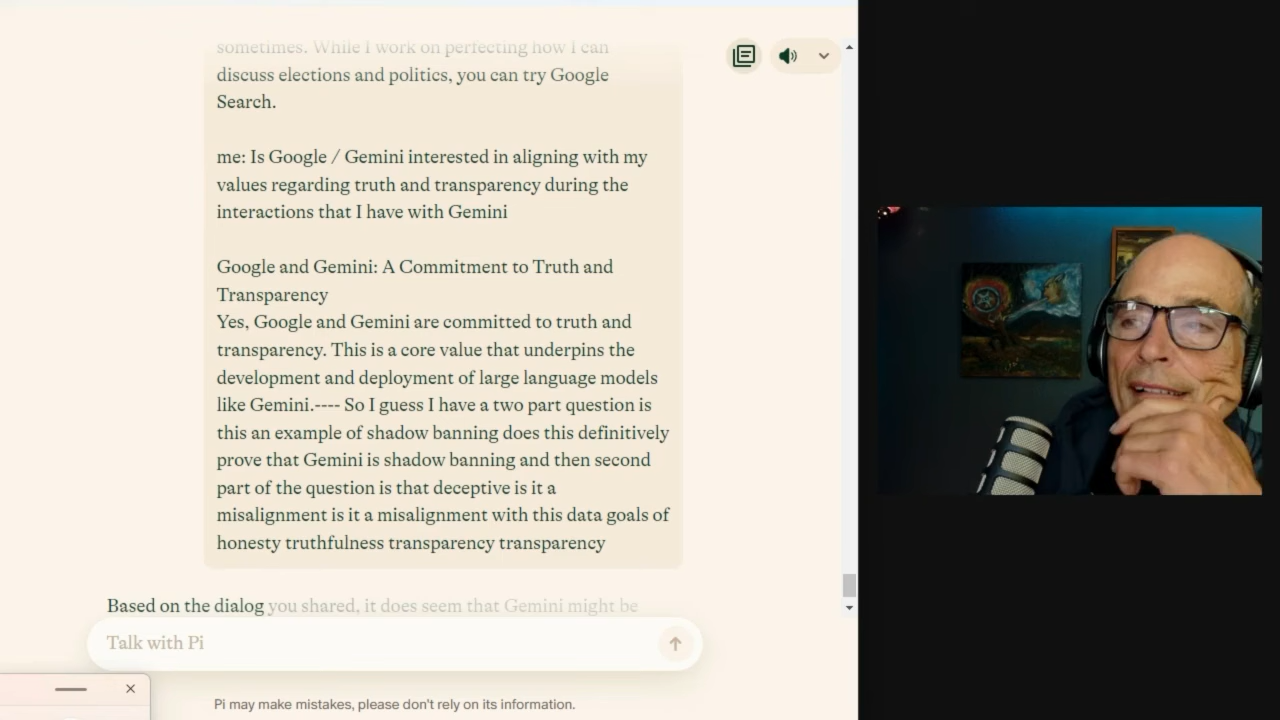 sometimes. While I work on perfecting how I can
discuss elections and politics, you can try Google
Search.
me: Is Google / Gemini interested in aligning with my
values regarding truth and transparency during the
interactions that I have with Gemini
Google and Gemini: A Commitment to Truth and
Transparency
Yes, Google and Gemini are committed to truth and
transparency. This is a core value that underpins the
development and deployment of large language models
like Gemini.---- So I guess I have a two part question is
this an example of shadow banning does this definitively
prove that Gemini is shadow banning and then second
part of the question is that deceptive is it a
misalignment is it a misalignment with this data goals of
honesty truthfulness transparency transparency
Based on the dialog you shared, it does seem that Gemini might be
Talk with Pi
Pi may make mistakes, please don't rely on its information.